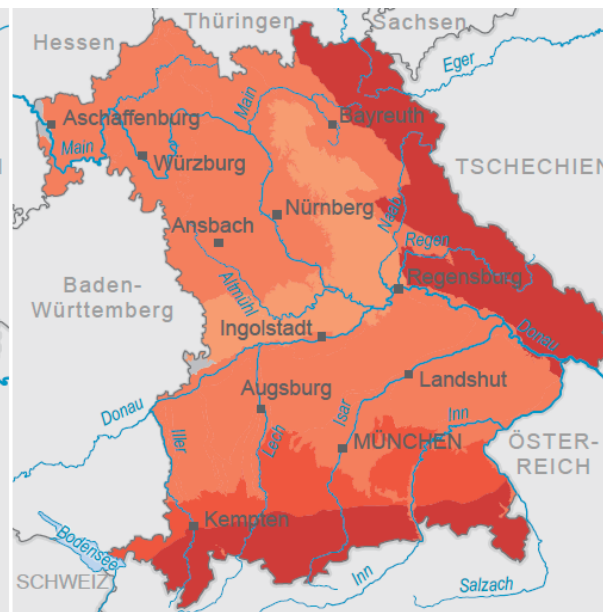 Thüringen
Sachsen
Hessen
Eger
Main
Aschaffenburg
Bayreuth
Main
Würzburg
TSCHECHIEN
Nürnberg
Naab
Ansbach
Regen
Baden-
Württemberg
Altmühl
Regensburg
Ingolstadt
Donau
Augsburg
Landshut
Donau
Isar
Inn
Iller
Lech
MÜNCHEN
ÖSTER-
REICH
Kempten
Bodensee
SCHWEIZ
Inn
Salzach